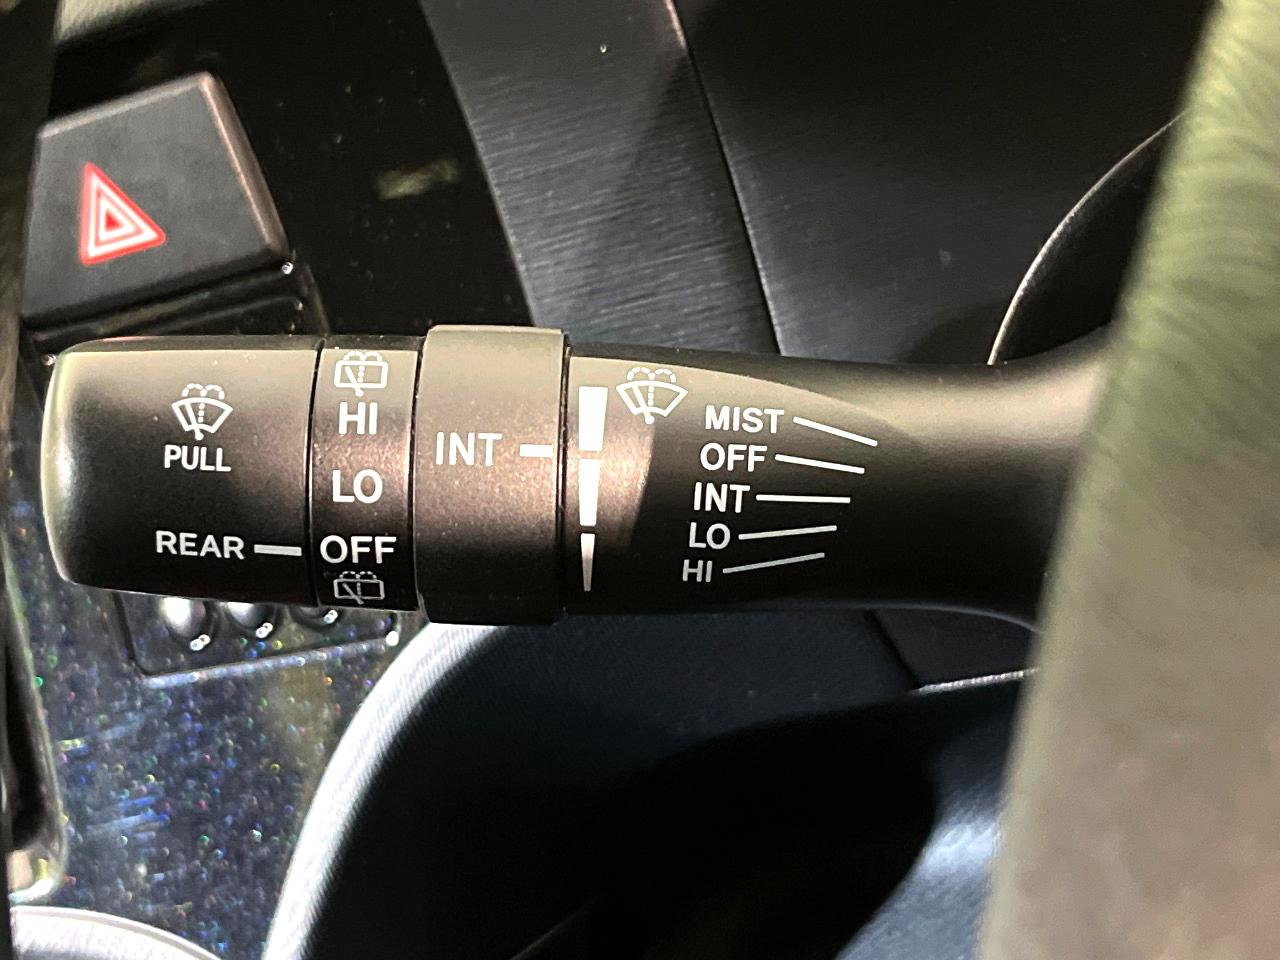 PULL
REAR
HI
LO
OFF
INT
MIST
OFF
INT
LO
HI